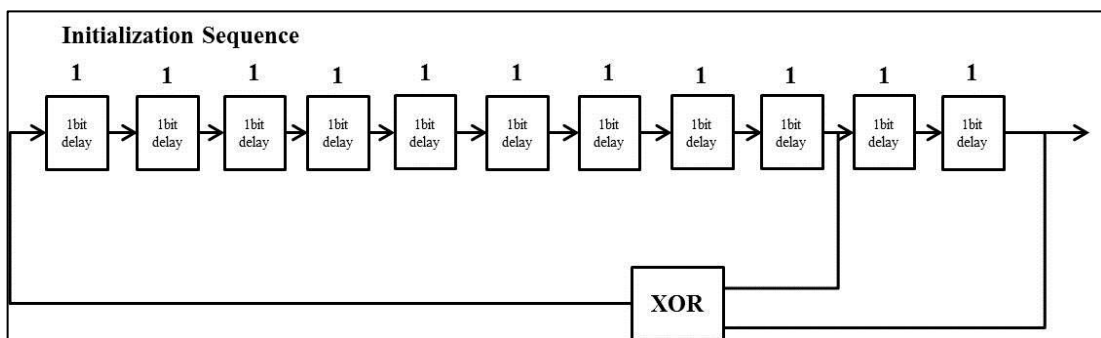 Initialization Sequence
1 1 1 1 1 1 1 1 1 1 1
1bit 1bit 1bit 1bit 1bit 1bit 1bit 1bit 1bit 1bit 1bit
delay delay delay delay delay delay delay delay delay delay delay
XOR